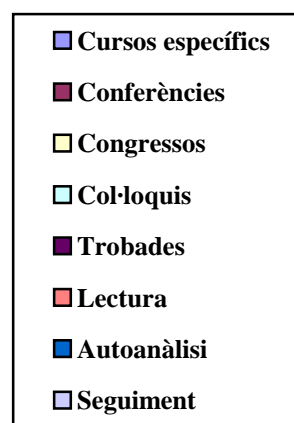 Cursos específics
Conferències
Congressos
Col·loquis
Trobades
Lectura
Autoanàlisi
Seguiment